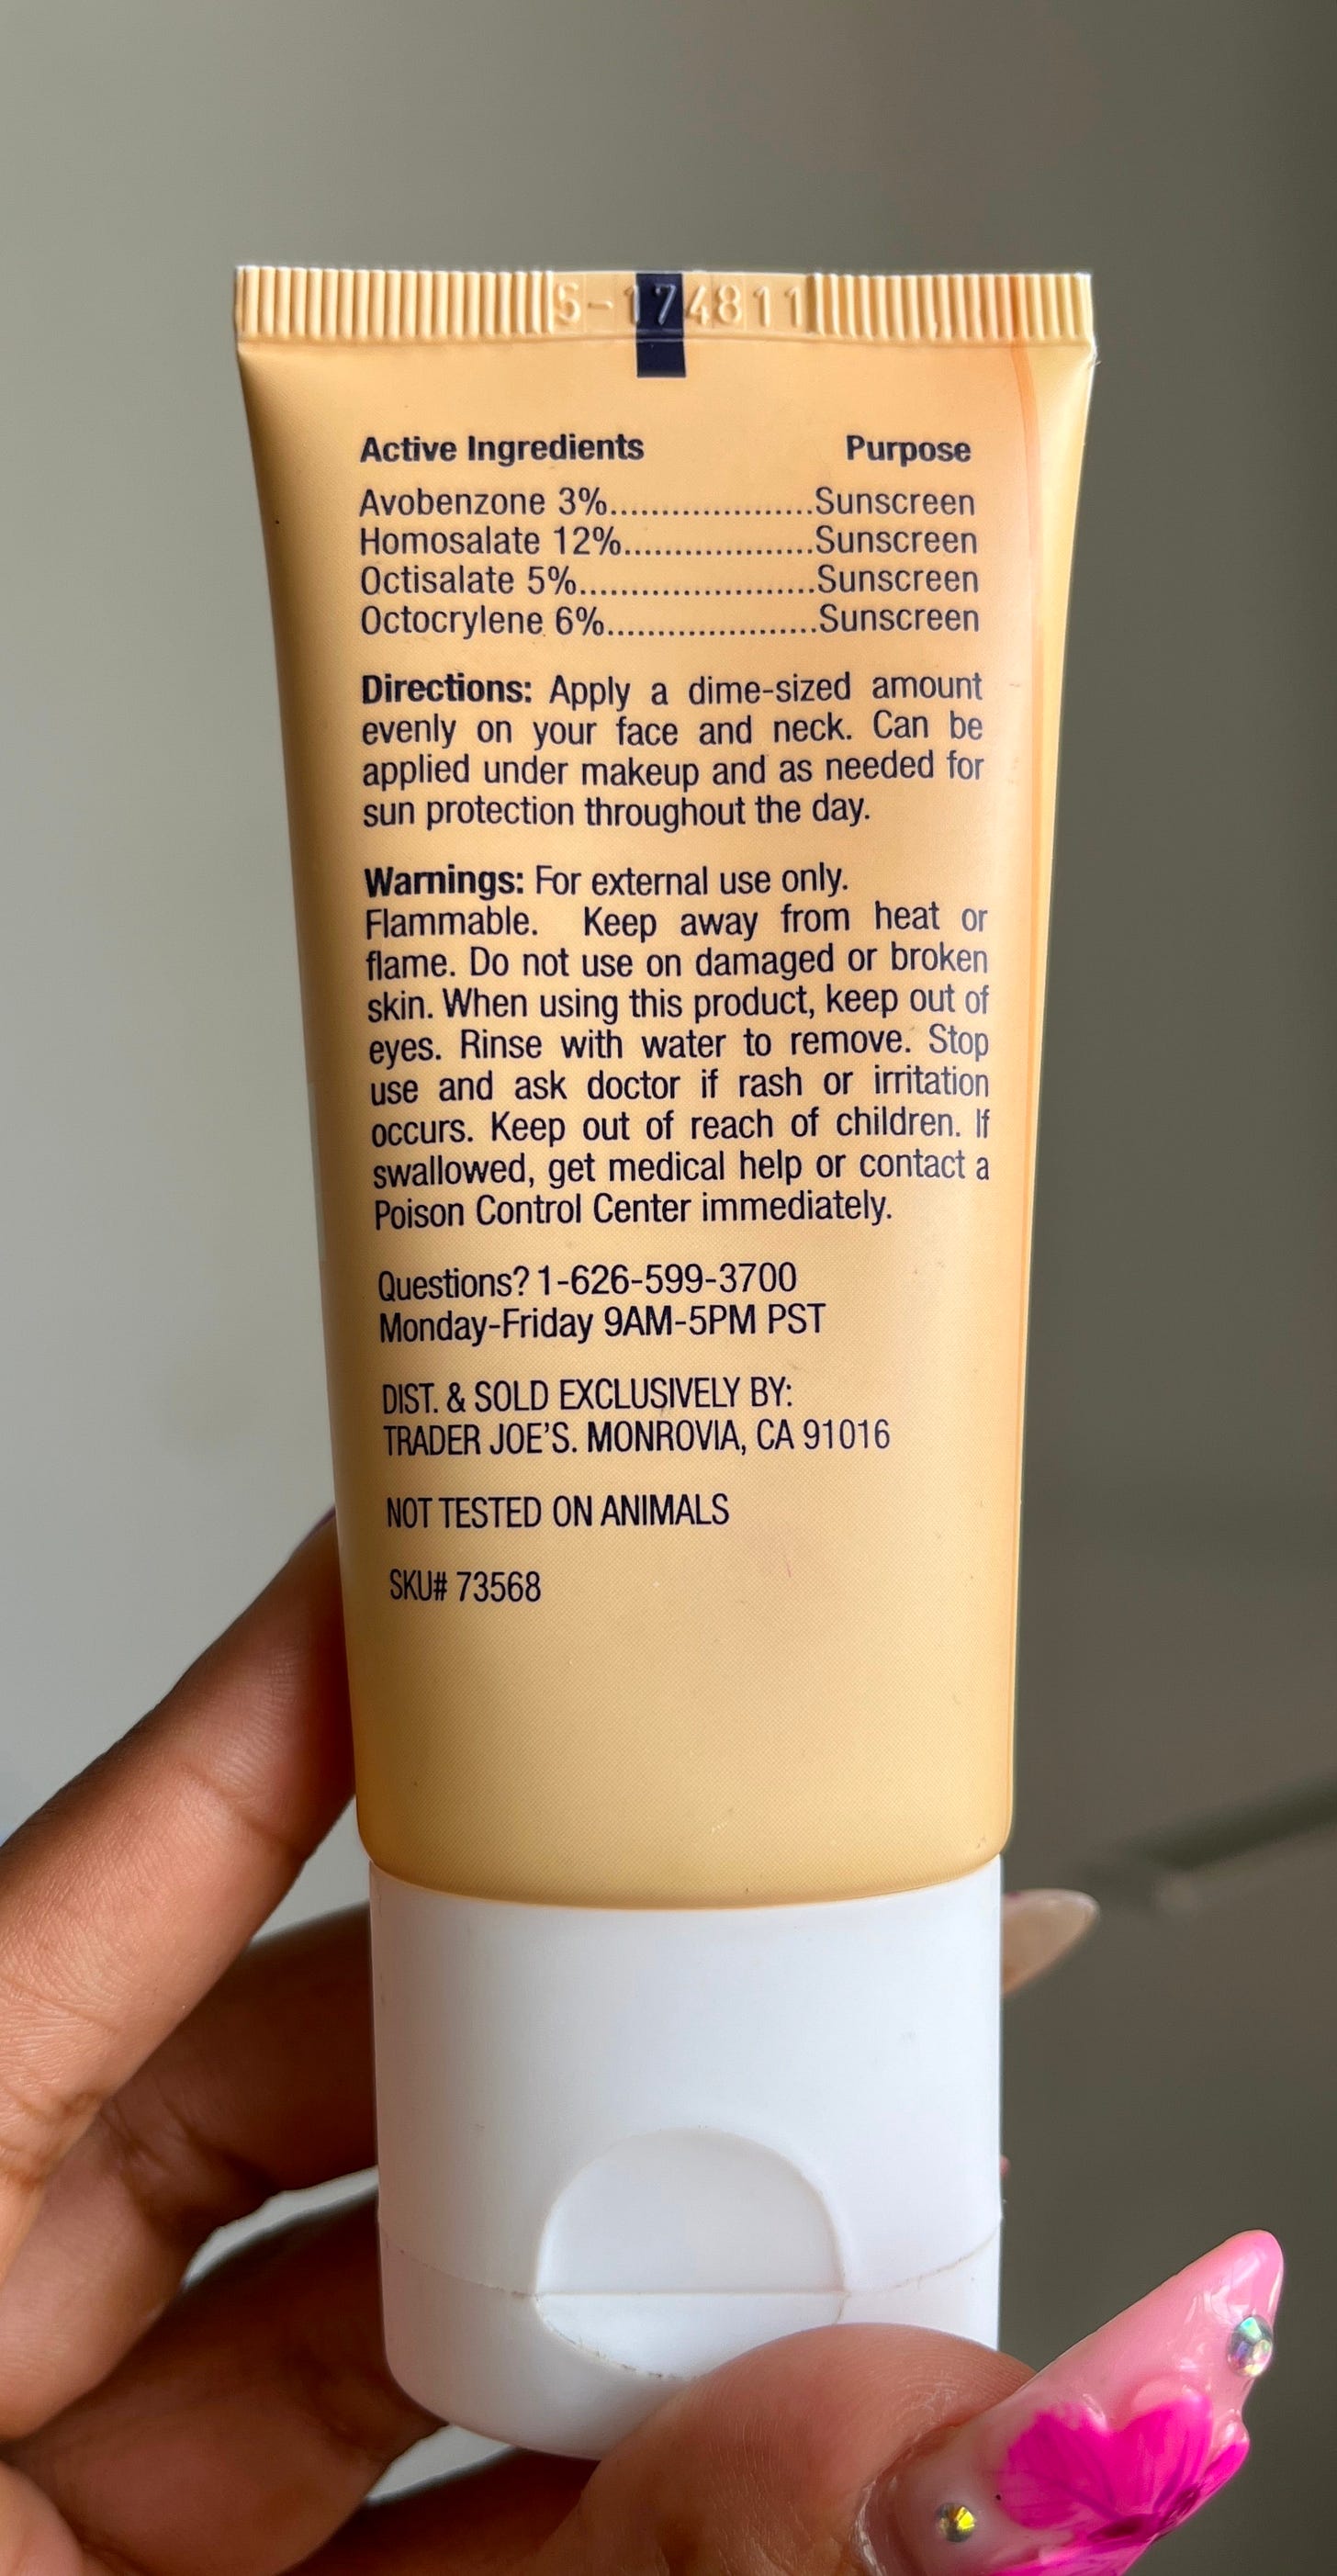 5-174811
Active Ingredients Purpose
Avobenzone 3%....................Sunscreen
Homosalate 12%...................Sunscreen
Octisalate 5%.......................Sunscreen
Octocrylene 6%.....................Sunscreen
Directions: Apply a dime-sized amount
evenly on your face and neck. Can be
applied under makeup and as needed for
sun protection throughout the day.
Warnings: For external use only.
Flammable. Keep away from heat or
flame. Do not use on damaged or broken
skin. When using this product, keep out of
eyes. Rinse with water to remove. Stop
use and ask doctor if rash or irritation
occurs. Keep out of reach of children. If
swallowed, get medical help or contact a
Poison Control Center immediately.
Questions? 1-626-599-3700
Monday-Friday 9AM-5PM PST
DIST. & SOLD EXCLUSIVELY BY:
TRADER JOE'S. MONROVIA, CA 91016
NOT TESTED ON ANIMALS
SKU# 73568